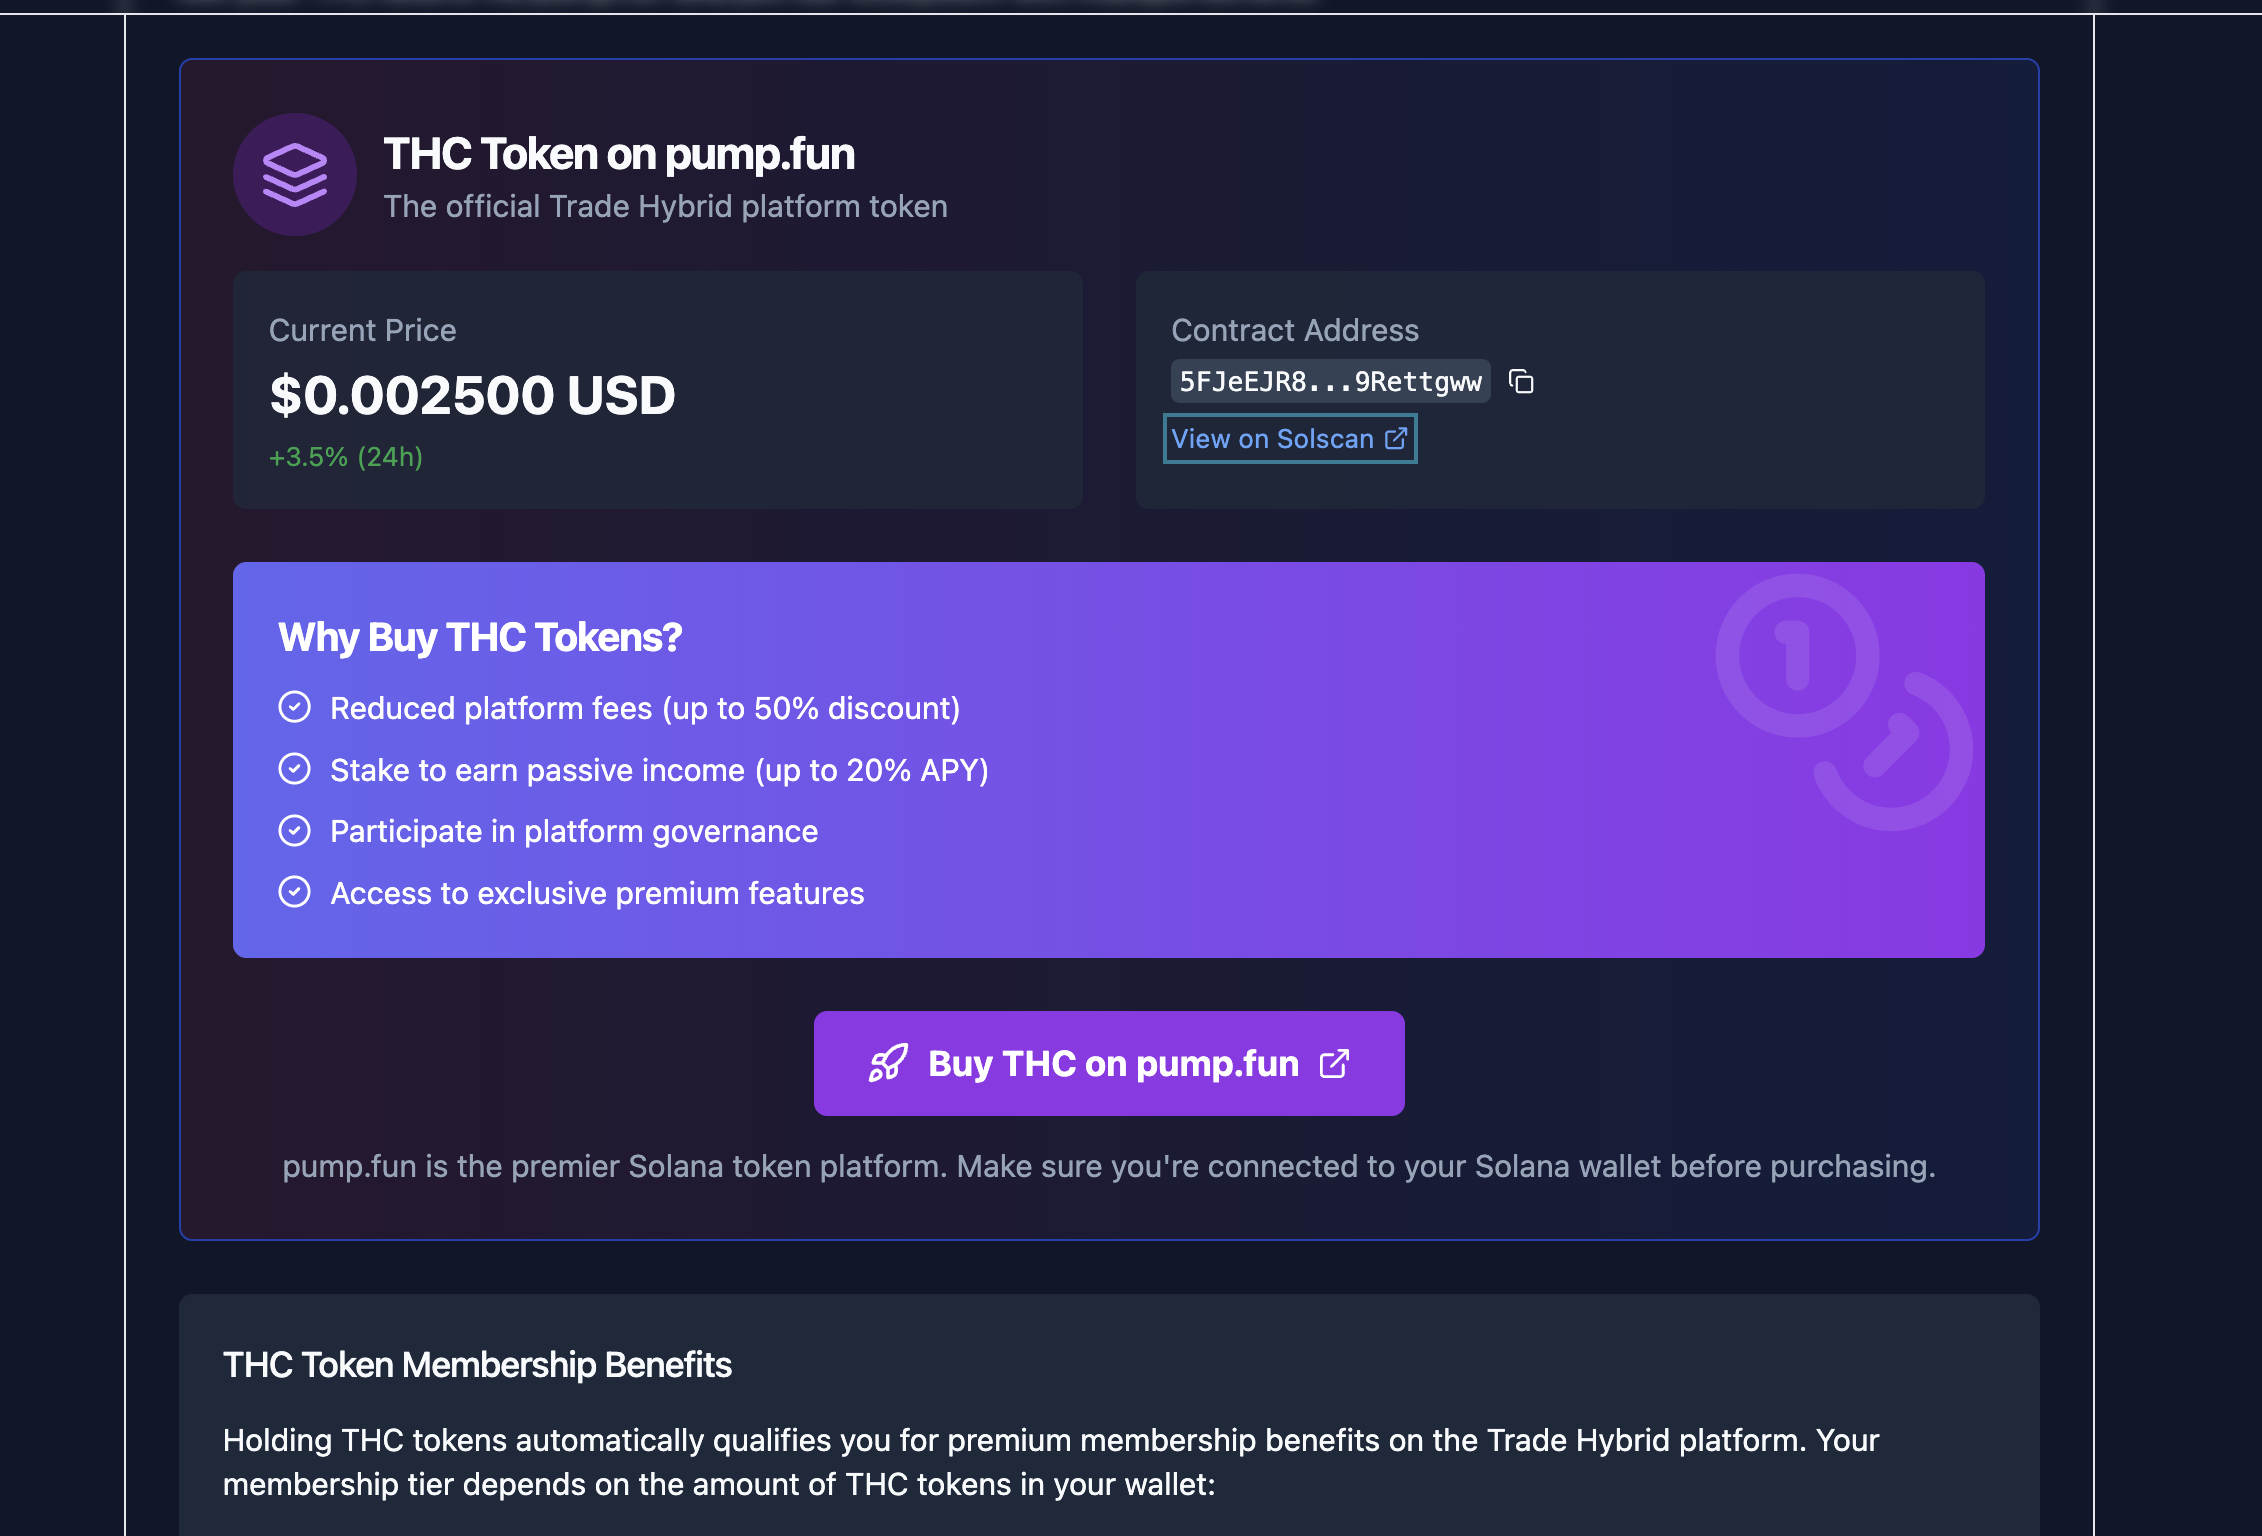 THC Token on pump.fun
The official Trade Hybrid platform token
Current Price
$0.002500 USD
+3.5% (24h)
Contract Address
5FJeEJR8...9Rettgww
View on Solscan
Why Buy THC Tokens?
Reduced platform fees (up to 50% discount)
Stake to earn passive income (up to 20% APY)
Participate in platform governance
Access to exclusive premium features
Buy THC on pump.fun
pump.fun is the premier Solana token platform. Make sure you're connected to your Solana wallet before purchasing.
THC Token Membership Benefits
Holding THC tokens automatically qualifies you for premium membership benefits on the Trade Hybrid platform. Your
membership tier depends on the amount of THC tokens in your wallet: